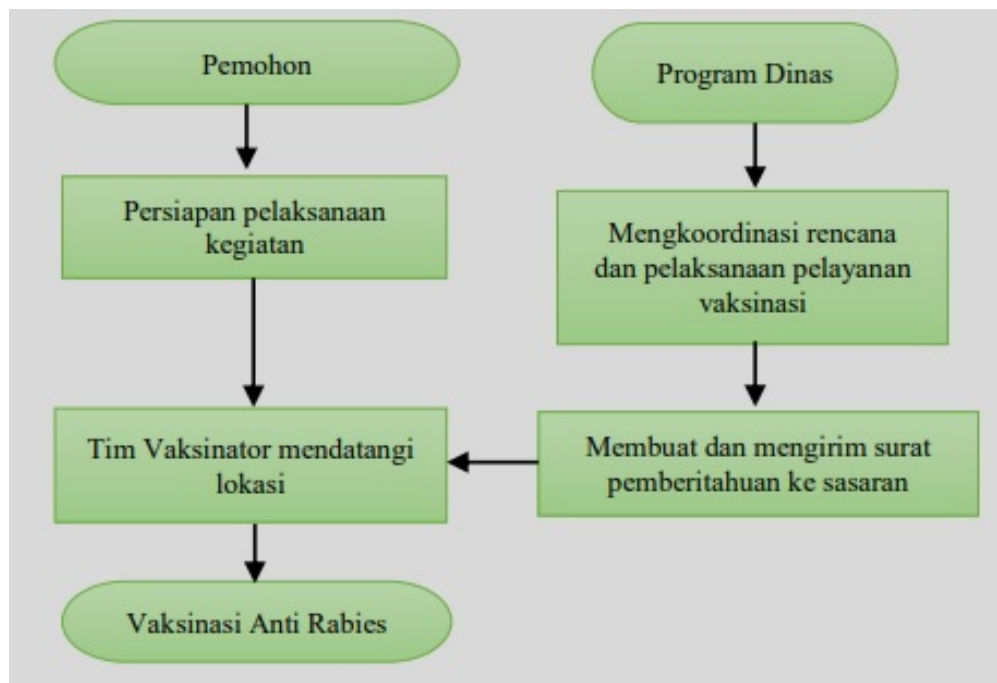 Pemohon
Persiapan pelaksanaan
kegiatan
Tim Vaksinator mendatangi
lokasi
Vaksinasi Anti Rabies
Program Dinas
Mengkoordinasi rencana
dan pelaksanaan pelayanan
vaksinasi
Membuat dan mengirim surat
pemberitahuan ke sasaran